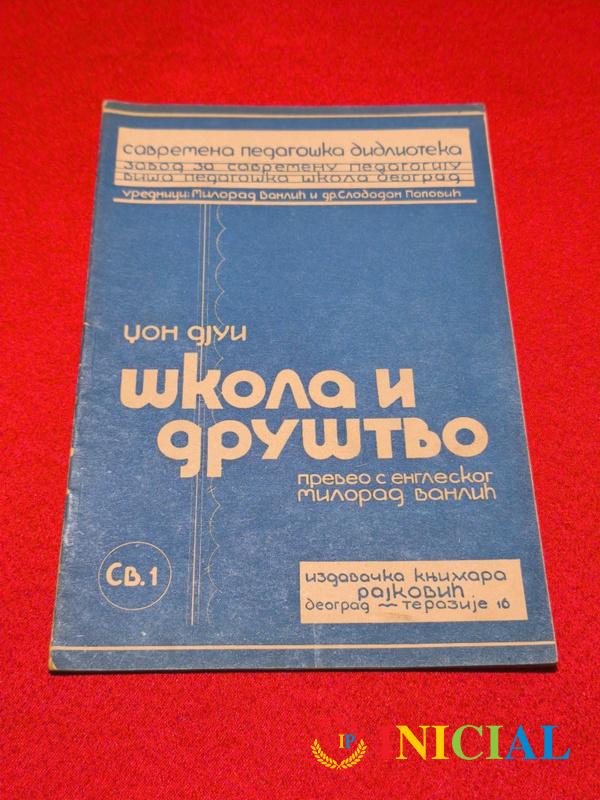 САВРЕМЕНА ПЕДАГОШКА БИБЛИОТЕКА
ЗАВОД ЗА САВРЕМЕНУ ПЕДАГОГИЈУ
ВИША ПЕДАГОШКА ШКОЛА БЕОГРАД
УРЕДНИЦИ: МИЛОРАД ВАНЛИЋ И ДР. СЛОБОДАН ПОПОВИЋ
ЏОН ДЈУИ
ШКОЛА И
ДРУШТВО
ПРЕВЕО С ЕНГЛЕСКОГ
МИЛОРАД ВАНЛИЋ
СВ. 1
ИЗДАВАЧКА КЊИЖАРА
РАЈКОВИЋ
БЕОГРАД ~ ТЕРАЗИЈЕ 16
IP INICIAL